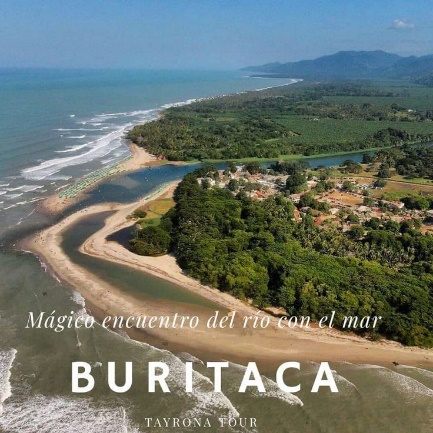 Mágico encuentro del río con el mar
BURITACA
TAYRONA TOUR